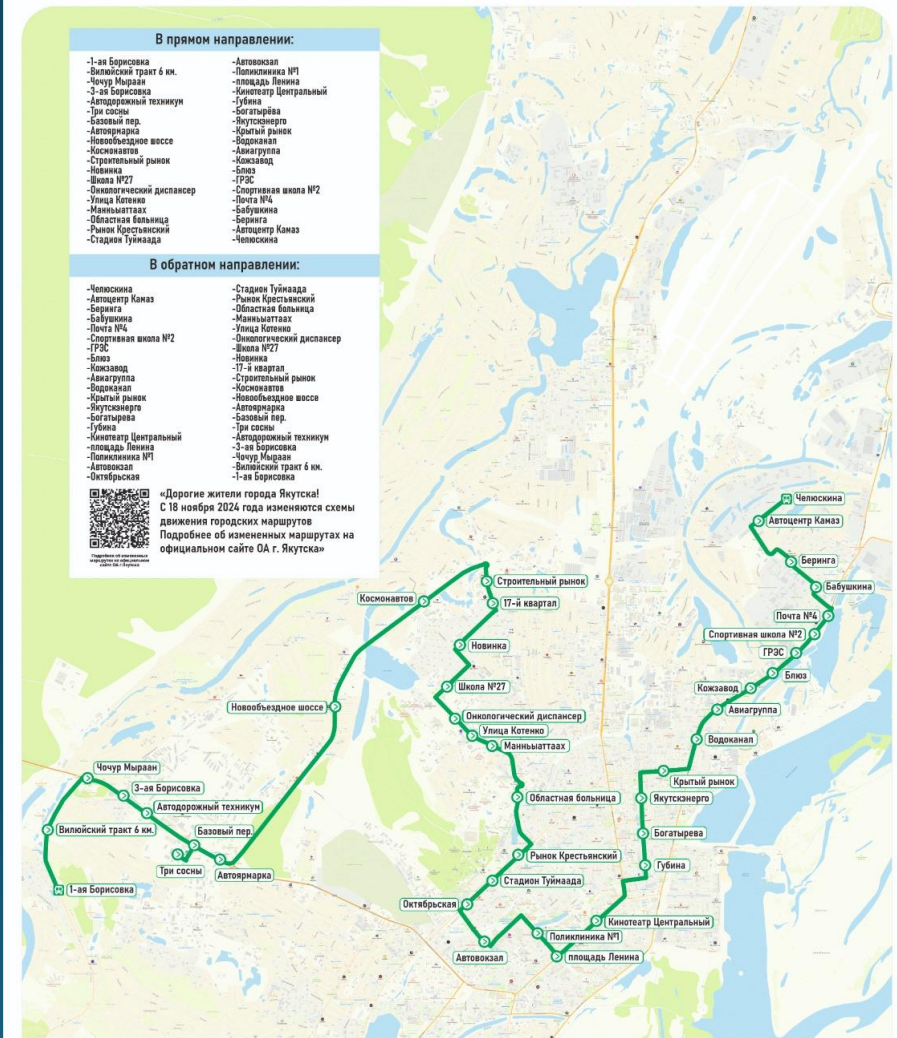 В прямом направлении:
-1-ая Борисовка
-Вилюйский тракт 6 км.
-Чочур Мыраан
-3-ая Борисовка
-Автодорожный техникум
-Три сосны
-Базовый пер.
-Автоярмарка
-Новообъездное шоссе
-Космонавтов
-Строительный рынок
-Новинка
-Школа №27
-Онкологический диспансер
-Улица Котенко
-Манньыаттаах
-Областная больница
-Рынок Крестьянский
-Стадион Туймаада
-Автовокзал
-Поликлиника №1
-площадь Ленина
-Кинотеатр Центральный
-Губина
-Богатырёва
-Якутскэнерго
-Крытый рынок
-Водоканал
-Авиагруппа
-Кожзавод
-Блюз
-ГРЭС
-Спортивная школа №2
-Почта №4
-Бабушкина
-Беринга
-Автоцентр Камаз
-Челюскина
В обратном направлении:
-Челюскина
-Автоцентр Камаз
-Беринга
-Бабушкина
-Почта №4
-Спортивная школа №2
-ГРЭС
-Блюз
-Кожзавод
-Авиагруппа
-Водоканал
-Крытый рынок
-Якутскэнерго
-Богатырева
-Губина
-Кинотеатр Центральный
-площадь Ленина
-Поликлиника №1
-Автовокзал
-Октябрьская
-Стадион Туймаада
-Рынок Крестьянский
-Областная больница
-Манньыаттаах
-Улица Котенко
-Онкологический диспансер
-Школа №27
-Новинка
-17-й квартал
-Строительный рынок
-Космонавтов
-Новообъездное шоссе
-Автоярмарка
-Базовый пер.
-Три сосны
-Автодорожный техникум
-3-ая Борисовка
-Чочур Мыраан
-Вилюйский тракт 6 км.
-1-ая Борисовка
«Дорогие жители города Якутска!
С 18 ноября 2024 года изменяются схемы
движения городских маршрутов
Подробнее об измененных маршрутах на
официальном сайте ОА г. Якутска»
Подробнее об измененных
маршрутах на официальном
сайте ОА г. Якутска
Челюскина
Автоцентр Камаз
Беринга
Бабушкина
Почта №4
Спортивная школа №2
ГРЭС
Блюз
Кожзавод
Авиагруппа
Водоканал
Крытый рынок
Якутскэнерго
Богатырева
Губина
Кинотеатр Центральный
площадь Ленина
Поликлиника №1
Автовокзал
Октябрьская
Стадион Туймаада
Рынок Крестьянский
Областная больница
Манньыаттаах
Улица Котенко
Онкологический диспансер
Школа №27
Новинка
17-й квартал
Строительный рынок
Космонавтов
Новообъездное шоссе
Автоярмарка
Базовый пер.
Три сосны
Автодорожный техникум
3-ая Борисовка
Чочур Мыраан
Вилюйский тракт 6 км.
1-ая Борисовка